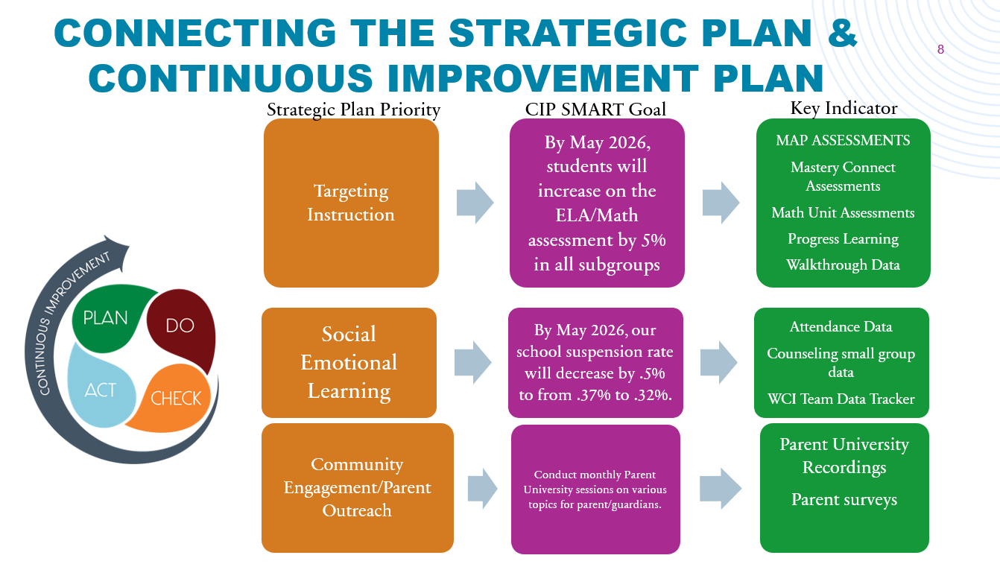 CONNECTING THE STRATEGIC PLAN &
CONTINUOUS IMPROVEMENT PLAN
8
Strategic Plan Priority
CIP SMART Goal
Key Indicator
Targeting
Instruction
By May 2026,
students will
increase on the
ELA/Math
assessment by 5%
in all subgroups
MAP ASSESSMENTS
Mastery Connect
Assessments
Math Unit Assessments
Progress Learning
Walkthrough Data
CONTINUOUS IMPROVEMENT
PLAN
DO
ACT
CHECK
Social
Emotional
Learning
By May 2026, our
school suspension rate
will decrease by .5%
to from .37% to .32%.
Attendance Data
Counseling small group
data
WCI Team Data Tracker
Community
Engagement/Parent
Outreach
Conduct monthly Parent
University sessions on various
topics for parent/guardians.
Parent University
Recordings
Parent surveys